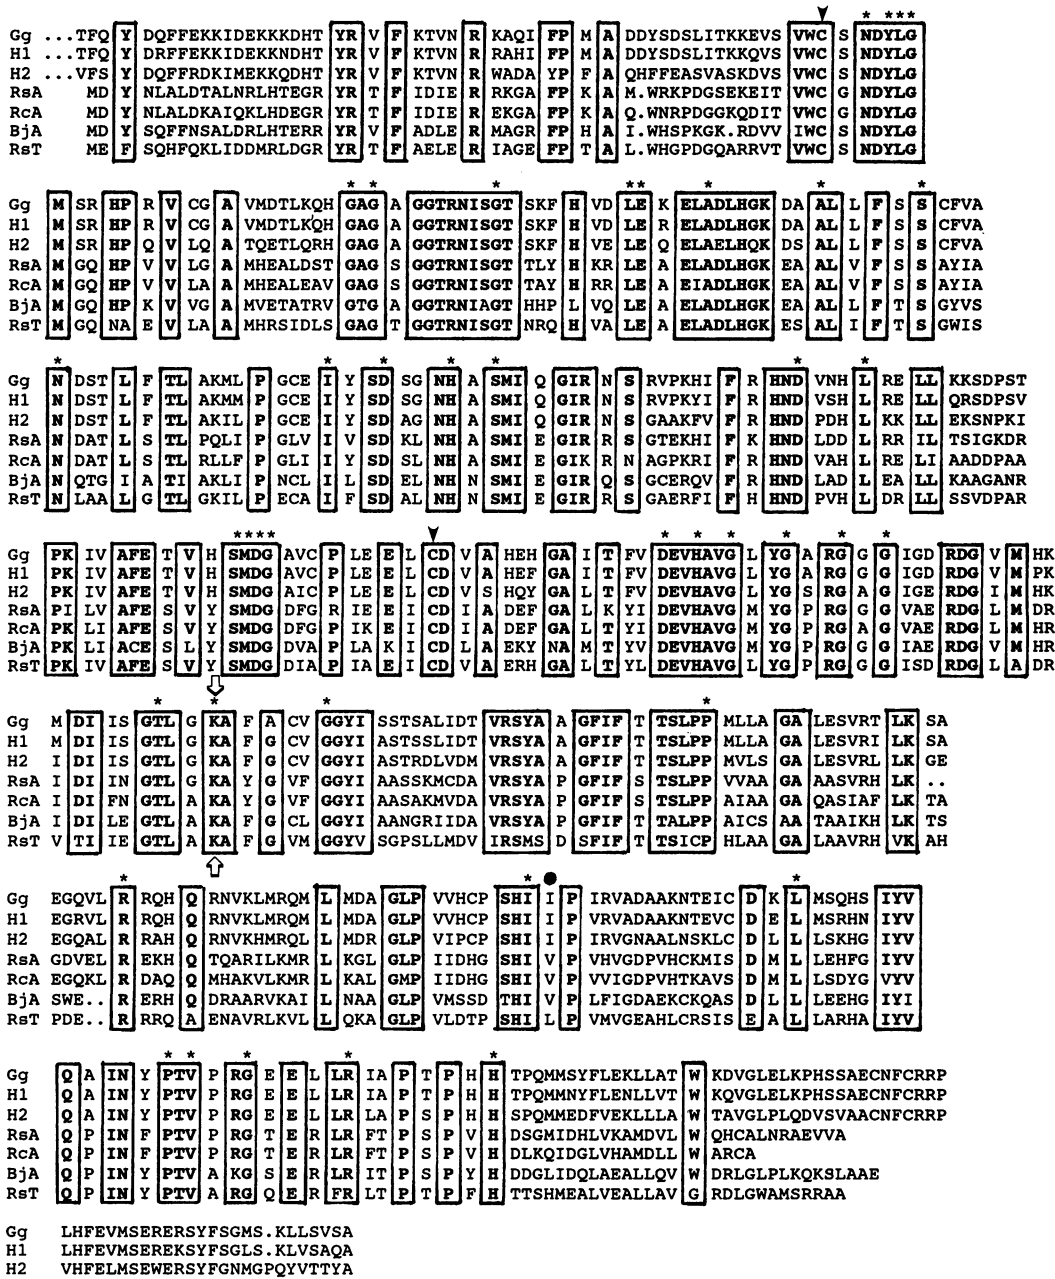 * ****
Gg ...TFQ Y DQFFEKKIDEKKKDHT YR V F KTVN R KAQI FP M A DDYSDSLITKKEVS VWC S NDYLG
H1 ...TFQ Y DRFFEKKIDEKKNDHT YR V F KTVN R RAHI FP M A DDYSDSLITKKQVS VWC S NDYLG
H2 ...VFS Y DQFFRDKIMEKKQDHT YR V F KTVN R WADA YP F A QHFFEASVASKDVS VWC S NDYLG
RsA MD Y NLALDTALNRLHTEGR YR T F IDIE R RKGA FP K A M.WRKPDGSEKEIT VWC G NDYLG
RcA MD Y NLALDKAIQKLHDEGR YR T F IDIE R EKGA FP K A Q.WNRPDGGKQDIT VWC G NDYLG
BjA MD Y SQFFNSALDRLHTERR YR V F ADLE R MAGR FP H A I.WHSPKGK.RDVV IWC S NDYLG
RsT ME F SQHFQKLIDDMRLDGR YR T F AELE R IAGE FP T A L.WHGPDGQARRVT VWC S NDYLG
* * * ** * * *
Gg M SR HP R V CG A VMDTLKQH GAG A GGTRNISGT SKF H VD LE K ELADLHGK DA AL L F S S CFVA
H1 M SR HP R V CG A VMDTLKQH GAG A GGTRNISGT SKF H VD LE R ELADLHGK DA AL L F S S CFVA
H2 M SR HP Q V LQ A TQETLQRH GAG A GGTRNISGT SKF H VE LE Q ELAELHQK DS AL L F S S CFVA
RsA M GQ HP V V LG A MHEALDST GAG S GGTRNISGT TLY H KR LE A ELADLHGK EA AL V F S S AYIA
RcA M GQ HP V V LA A MHEALEAV GAG S GGTRNISGT TAY H RR LE A EIADLHGK EA AL V F S S AYIA
BjA M GQ HP K V VG A MVETATRV GTG A GGTRNIAGT HHP L VQ LE A ELADLHGK EA AL L F T S GYVS
RsT M GQ NA E V LA A MHRSIDLS GAG T GGTRNISGT NRQ H VA LE A ELADLHGK ES AL I F T S GWIS
* * * * * * *
Gg N DST L F TL AKML P GCE I Y SD SG NH A SMI Q GIR N S RVPKHI F R HND VNH L RE LL KKSDPST
H1 N DST L F TL AKMM P GCE I Y SD SG NH A SMI Q GIR N S RVPKYI F R HND VSH L RE LL QRSDPSV
H2 N DST L F TL AKIL P GCE I Y SD AG NH A SMI Q GIR N S GAAKFV F R HND PDH L KK LL EKSNPKI
RsA N DAT L S TL PQLI P GLV I V SD KL NH A SMI E GIR R S GTEKHI F K HND LDD L RR IL TSIGKDR
RcA N DAT L S TL RLLF P GLI I Y SD SL NH A SMI E GIK R N AGPKRI F R HND VAH L RE LI AADDPAA
BjA N QTG I A TI AKLI P NCL I L SD EL NH N SMI E GIR Q S GCERQV F R HND LAD L EA LL KAAGANR
RsT N LAA L G TL GKIL P ECA I F SD AL NH N SMI E GIR R S GAERFI F H HND PVH L DR LL SSVDPAR
**** * * * * * *
Gg PK IV AFE T V H SMDG AVC P LE E L CD V A HEH GA I T FV DEVHAVG L YG A RG G G IGD RDG V M HK
H1 PK IV AFE T V H SMDG AVC P LE E L CD V A HEF GA I T FV DEVHAVG L YG A RG G G IGD RDG V M PK
H2 PK IV AFE T V H SMDG AVC P LE E L CD V S HQY GA L T FV DEVHAVG L YG S RG A G IGE RDG I M HK
RsA PI LV AFE S V Y SMDG DFG R IE E I CD I A DEF GA L K YI DEVHAVG M YG P RG G G VAE RDG L M DR
RcA PK LI AFE S V Y SMDG DFG P IK E I CD I A DEF GA L T YI DEVHAVG M YG P RG A G VAE RDG L M HR
BjA PK LI ACE S L Y SMDG DVA P LA K I CD L A EKY NA M T YV DEVHAVG M YG P RG G G IAE RDG V M HR
RsT PK IV AFE S V Y SMDG DIA P IA E I CD V A ERH GA L T YL DEVHAVG L YG P RG G G ISD RDG L A DR
* * * *
Gg M DI IS GTL G KA F A CV GGYI SSTSALIDT VRSYA A GFIF T TSLPP MLLA GA LESVRT LK SA
H1 M DI IS GTL G KA F G CV GGYI ASTSSLIDT VRSYA A GFIF T TSLPP MLLA GA LESVRI LK SA
H2 I DI IS GTL G KA F G CV GGYI ASTRDLVDM VRSYA A GFIF T TSLPP MVLS GA LESVRL LK GE
RsA I DI IN GTL G KA Y G VF GGYI AASSKMCDA VRSYA P GFIF S TSLPP VVAA GA AASVRH LK ..
RcA I DI FN GTL A KA Y G VF GGYI AASAKMVDA VRSYA P GFIF S TSLPP AIAA GA QASIAF LK TA
BjA I DI LE GTL A KA F G CL GGYI AANGRIIDA VRSYA P GFIF T TALPP AICS AA TAAIKH LK TS
RsT V TI IE GTL A KA F G VM GGYV SGPSLLMDV IRSMS D SFIF T TSICP HLAA GA LAAVRH VK AH
* * ● *
Gg EGQVL R RQH Q RNVKLMRQM L MDA GLP VVHCP SHI I P IRVADAAKNTEIC D K L MSQHS IYV
H1 EGRVL R RQH Q RNVKLMRQM L MDA GLP VVHCP SHI I P VRVADAAKNTEVC D E L MSRHN IYV
H2 EGQAL R RAH Q RNVKHMRQL L MDR GLP VIPCP SHI I P IRVGNAALNSKLC D L L LSKHG IYV
RsA GDVEL R EKH Q TQARILKMR L KGL GLP IIDHG SHI V P VHVGDPVHCKMIS D M L LEHFG IYV
RcA EGQKL R DAQ Q MHAKVLKMR L KAL GMP IIDHG SHI V P VVIGDPVHTKAVS D M L LSDYG VYV
BjA SWE.. R ERH Q DRAARVKAI L NAA GLP VMSSD THI V P LFIGDAEKCKQAS D L L LEEHG IYI
RsT PDE.. R RRQ A ENAVRLKVL L QKA GLP VLDTP SHI L P VMVGEAHLCRSIS E A L LARHA IYV
* * * * *
Gg Q A IN Y PTV P RG E E L LR IA P T P H H TPQMMSYFLEKLLAT W KDVGLELKPHSSAECNFCRRP
H1 Q A IN Y PTV P RG E E L LR IA P T P H H TPQMMNYFLENLLVT W KQVGLELKPHSSAECNFCRRP
H2 Q A IN Y PTV P RG E E L LR LA P S P H H SPQMMEDFVEKLLLA W TAVGLPLQDVSVAACNFCRRP
RsA Q P IN F PTV P RG T E R LR FT P S P V H DSGMIDHLVKAMDVL W QHCALNRAEVVA
RcA Q P IN F PTV P RG T E R LR FT P S P V H DLKQIDGLVHAMDLL W ARCA
BjA Q P IN Y PTV A KG S E R LR IT P S P Y H DDGLIDQLAEALLQV W DRLGLPLKQKSLAAE
RsT Q P IN Y PTV A RG Q E R FR LT P T P F H TTSHMEALVEALLAV G RDLGWAMSRRAA
Gg LHFEVMSERERSYFSGMS.KLLSVSA
H1 LHFEVMSEREKSYFSGLS.KLVSAQA
H2 VHFELMSEWERSYFGNMGPQYVTTYA